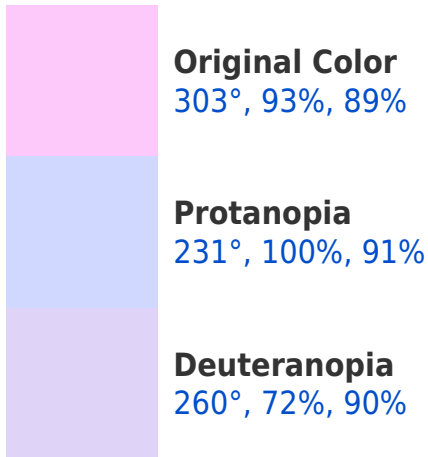 Original Color
303°, 93%, 89%
Protanopia
231°, 100%, 91%
Deuteranopia
260°, 72%, 90%